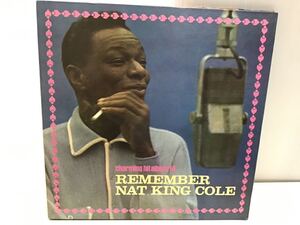 charming hit album of
REMEMBER
NAT KING COLE